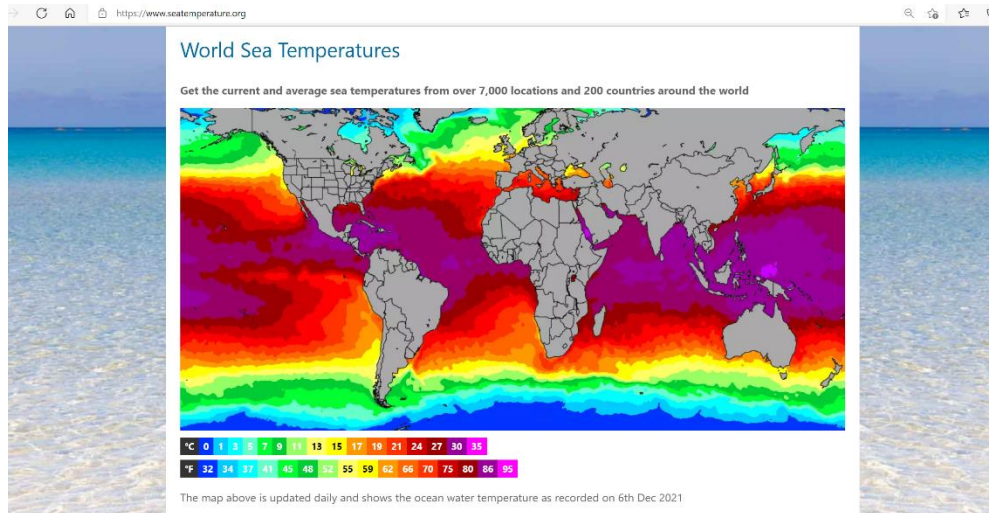 https://www.seatemperature.org
World Sea Temperatures
Get the current and average sea temperatures from over 7,000 locations and 200 countries around the world
°C 0 1 3 5 7 9 11 13 15 17 19 21 24 27 30 35
°F 32 34 37 41 45 48 52 55 59 62 66 70 75 80 86 95
The map above is updated daily and shows the ocean water temperature as recorded on 6th Dec 2021